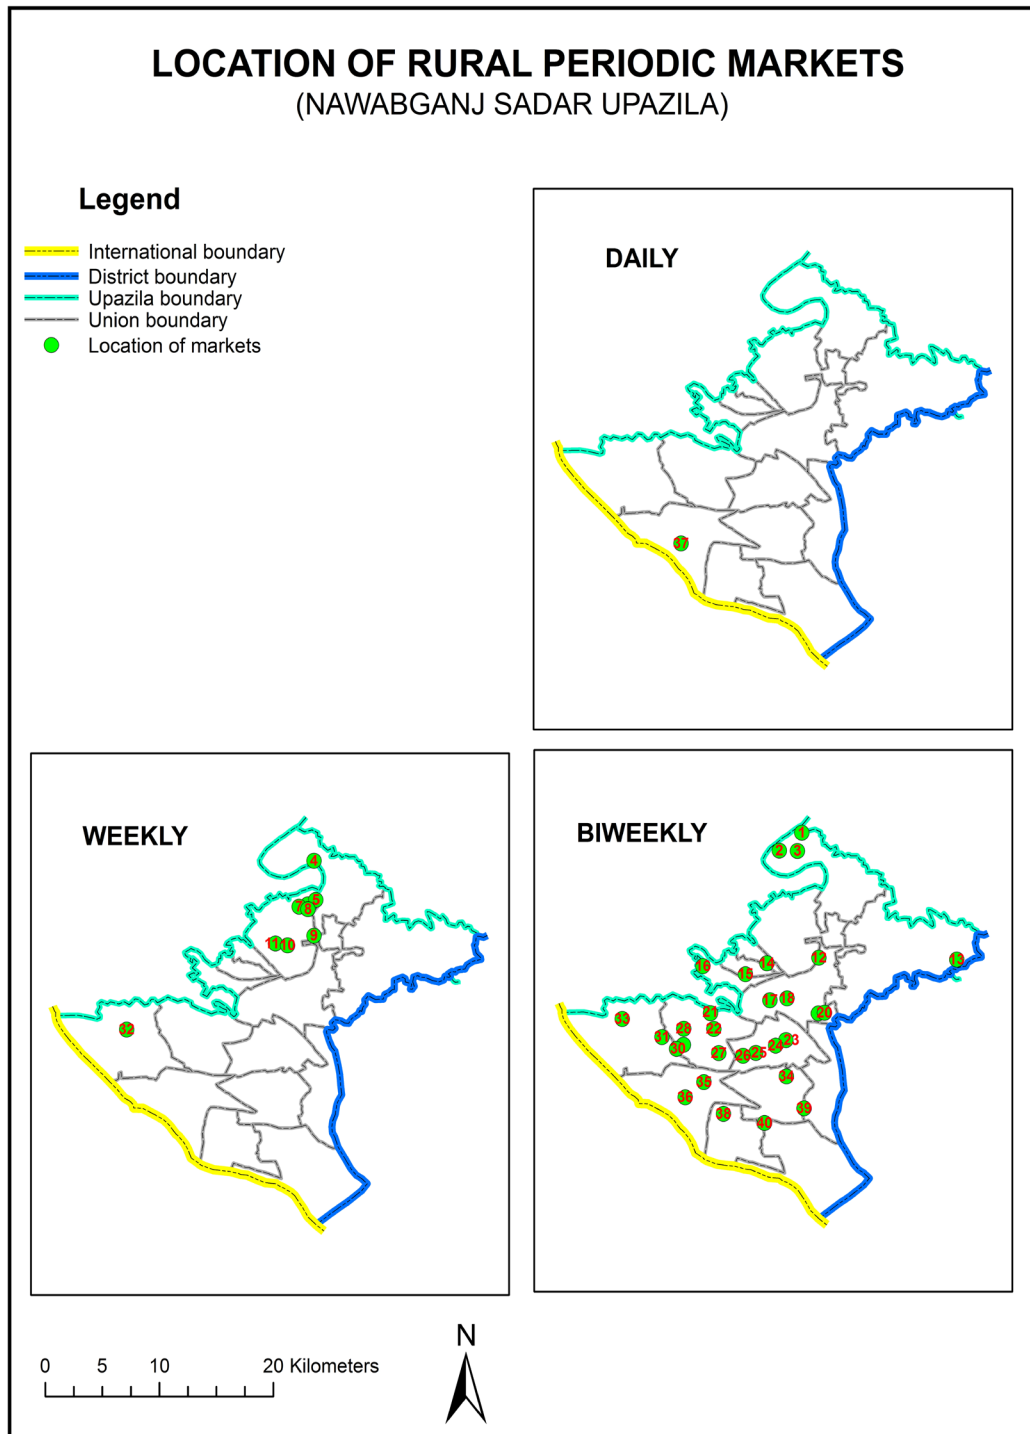 LOCATION OF RURAL PERIODIC MARKETS
(NAWABGANJ SADAR UPAZILA)
Legend
International boundary
District boundary
Upazila boundary
Union boundary
Location of markets
DAILY
37
WEEKLY
4
5
7
8
9
11
10
32
BIWEEKLY
1
2
3
12
13
14
16
15
17
18
20
21
33
28
22
31
30
27
26
25
24
23
34
35
36
38
39
40
N
0 5 10 20 Kilometers